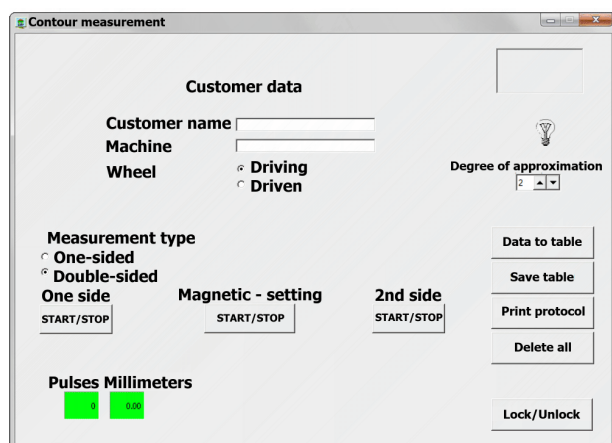 Contour measurement
Customer data
Customer name
Machine
Wheel
Driving
Driven
Degree of approximation
2
Measurement type
One-sided
Double-sided
One side
Magnetic - setting
2nd side
START/STOP
START/STOP
START/STOP
Data to table
Save table
Print protocol
Delete all
Pulses Millimeters
0 0.00
Lock/Unlock